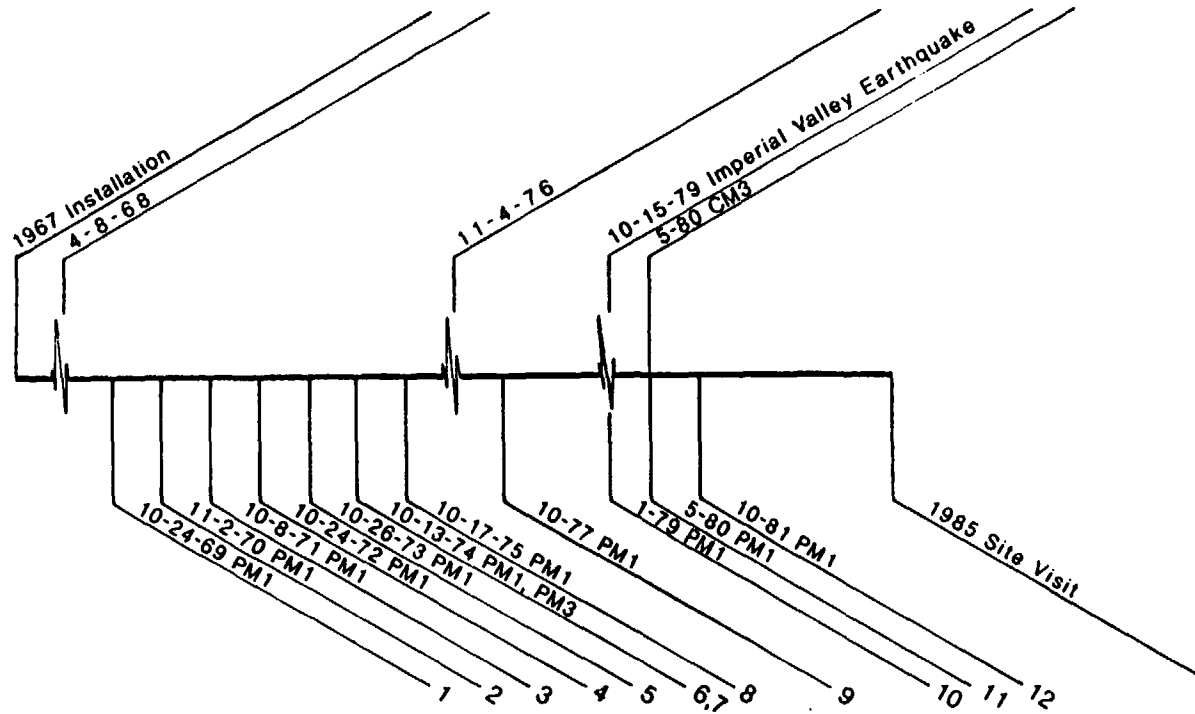 1967 Installation
4-8-68
11-4-76
10-15-79 Imperial Valley Earthquake
5-80 CM3
10-24-69 PM1
11-2-70 PM1
10-8-71 PM1
10-24-72 PM1
10-26-73 PM1
10-13-74 PM1, PM3
10-17-75 PM1
10-77 PM1
1-79 PM1
5-80 PM1
10-81 PM1
1985 Site Visit
1
2
3
4
5
6,7
8
9
10
11
12